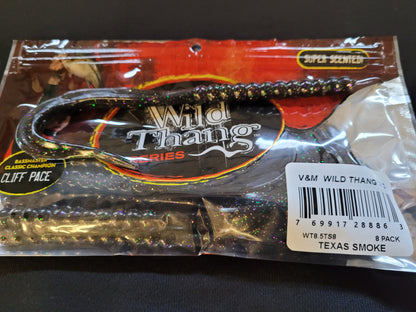 SUPER SCENTED!
Wild
Thang
SERIES
BASSMASTER
CLASSIC CHAMPION
CLIFF PACE
V&M WILD THANG
7 69917 28886 3
WT8.5TS8 8 PACK
TEXAS SMOKE